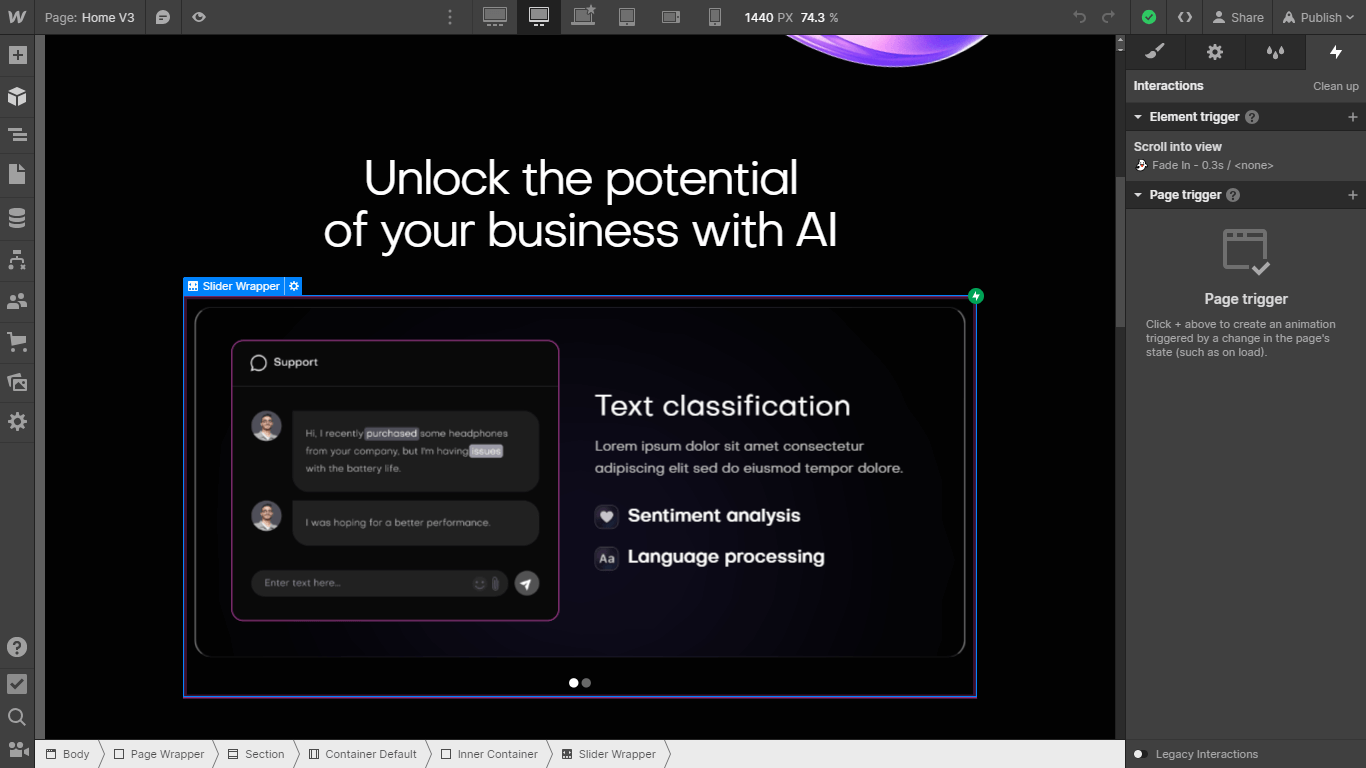 Page: Home V3
1440 PX 74.3 %
Share
Publish
Interactions
Clean up
Element trigger
Scroll into view
Fade In - 0.3s / <none>
Page trigger
Page trigger
Click + above to create an animation
triggered by a change in the page's
state (such as on load).
Unlock the potential
of your business with AI
Slider Wrapper
Support
Hi, I recently purchased some headphones
from your company, but I'm having issues
with the battery life.
I was hoping for a better performance.
Enter text here...
Text classification
Lorem ipsum dolor sit amet consectetur
adipiscing elit sed do eiusmod tempor dolore.
Sentiment analysis
Aa Language processing
Body Page Wrapper Section Container Default Inner Container Slider Wrapper
Legacy Interactions